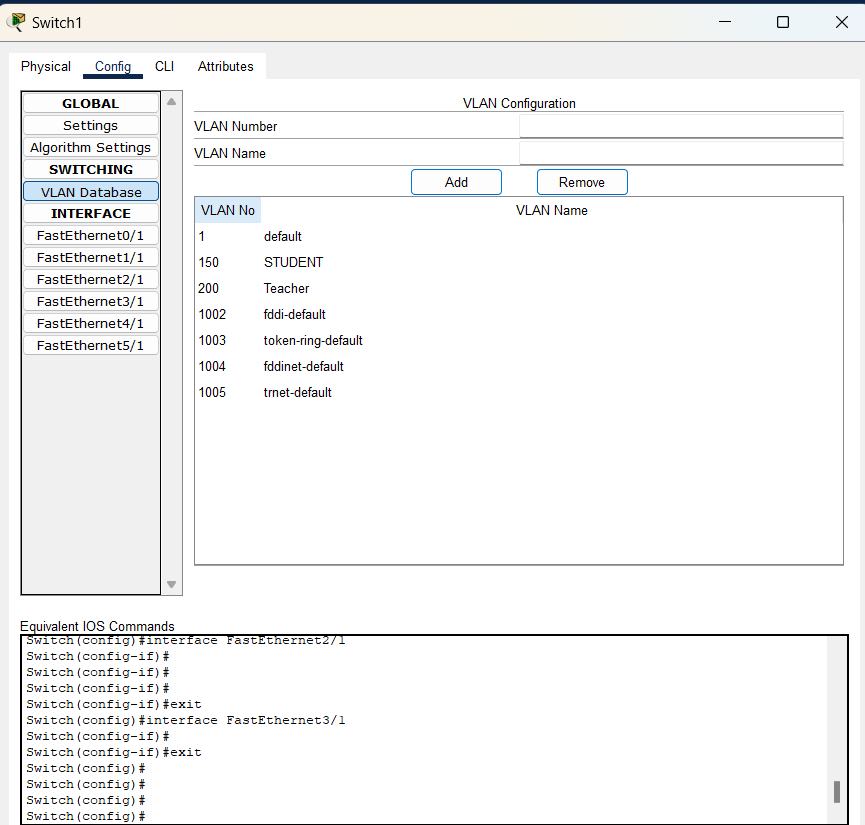 Switch1
Physical Config CLI Attributes
GLOBAL
Settings
Algorithm Settings
SWITCHING
VLAN Database
INTERFACE
FastEthernet0/1
FastEthernet1/1
FastEthernet2/1
FastEthernet3/1
FastEthernet4/1
FastEthernet5/1
VLAN Configuration
VLAN Number
VLAN Name
Add Remove
VLAN No VLAN Name
1 default
150 STUDENT
200 Teacher
1002 fddi-default
1003 token-ring-default
1004 fddinet-default
1005 trnet-default
Equivalent IOS Commands
Switch(config)#interface FastEthernet2/1
Switch(config-if)#
Switch(config-if)#
Switch(config-if)#
Switch(config-if)#exit
Switch(config)#interface FastEthernet3/1
Switch(config-if)#
Switch(config-if)#exit
Switch(config)#
Switch(config)#
Switch(config)#
Switch(config)#